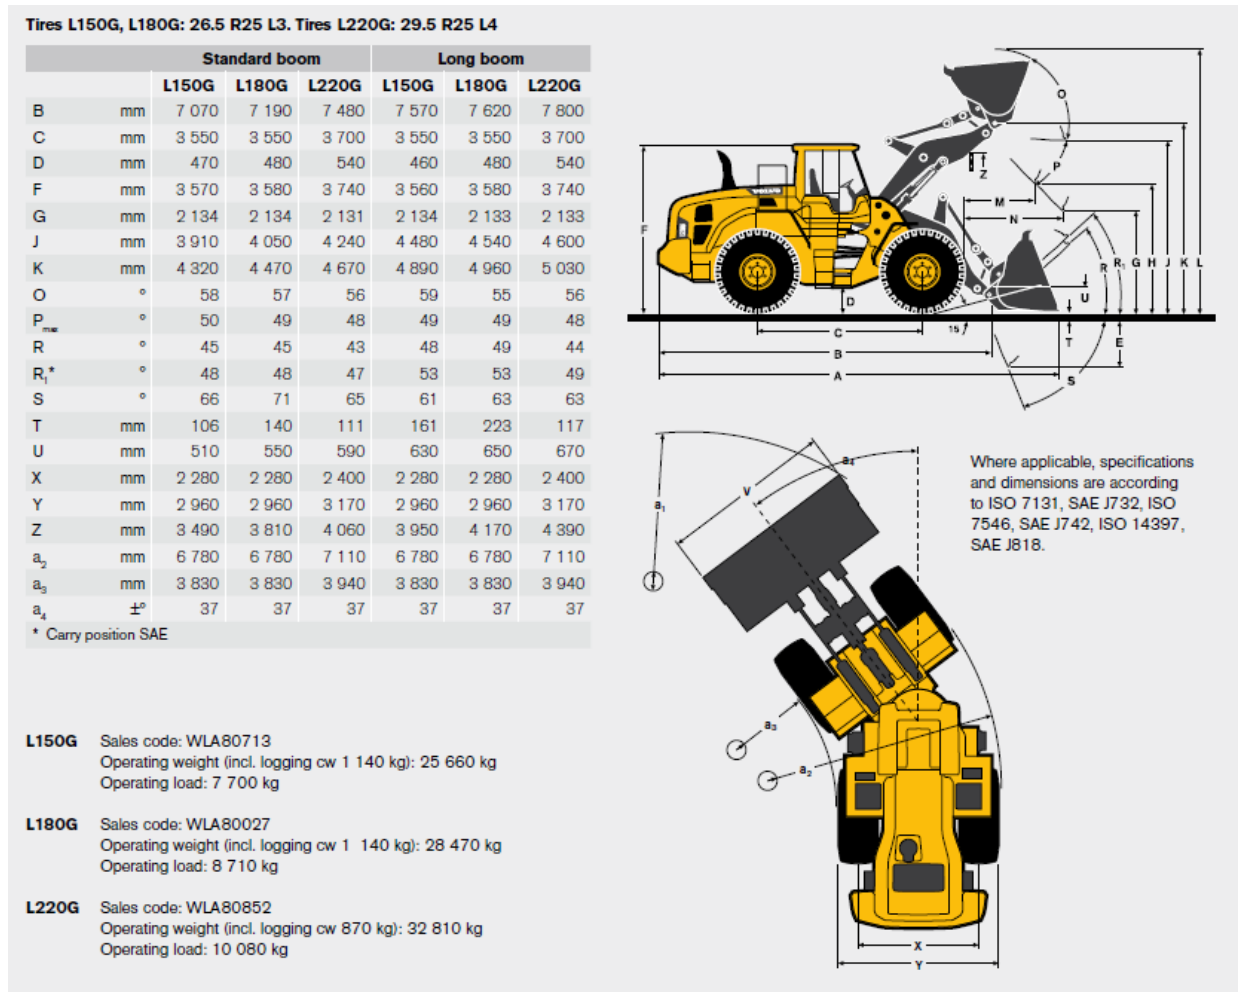 Tires L150G, L180G: 26.5 R25 L3. Tires L220G: 29.5 R25 L4
Standard boom Long boom
L150G L180G L220G L150G L180G L220G
B mm 7 070 7 190 7 480 7 570 7 620 7 800
C mm 3 550 3 550 3 700 3 550 3 550 3 700
D mm 470 480 540 460 480 540
F mm 3 570 3 580 3 740 3 560 3 580 3 740
G mm 2 134 2 134 2 131 2 134 2 133 2 133
J mm 3 910 4 050 4 240 4 480 4 540 4 600
K mm 4 320 4 470 4 670 4 890 4 960 5 030
O º 58 57 56 59 55 56
P max º 50 49 48 49 49 48
R º 45 45 43 48 49 44
R1* º 48 48 47 53 53 49
S º 66 71 65 61 63 63
T mm 106 140 111 161 223 117
U mm 510 550 590 630 650 670
X mm 2 280 2 280 2 400 2 280 2 280 2 400
Y mm 2 960 2 960 3 170 2 960 2 960 3 170
Z mm 3 490 3 810 4 060 3 950 4 170 4 390
a2 mm 6 780 6 780 7 110 6 780 6 780 7 110
a3 mm 3 830 3 830 3 940 3 830 3 830 3 940
a4 ±º 37 37 37 37 37 37
* Carry position SAE
L150G Sales code: WLA80713
Operating weight (incl. logging cw 1 140 kg): 25 660 kg
Operating load: 7 700 kg
L180G Sales code: WLA80027
Operating weight (incl. logging cw 1 140 kg): 28 470 kg
Operating load: 8 710 kg
L220G Sales code: WLA80852
Operating weight (incl. logging cw 870 kg): 32 810 kg
Operating load: 10 080 kg
O
P
Z
M
N
F
VOLVO
R R1 G H J K L
U
D
C
15
T
E
B
A
S
Where applicable, specifications
and dimensions are according
to ISO 7131, SAE J732, ISO
7546, SAE J742, ISO 14397,
SAE J818.
a4
V
a1
a3
a2
X
Y